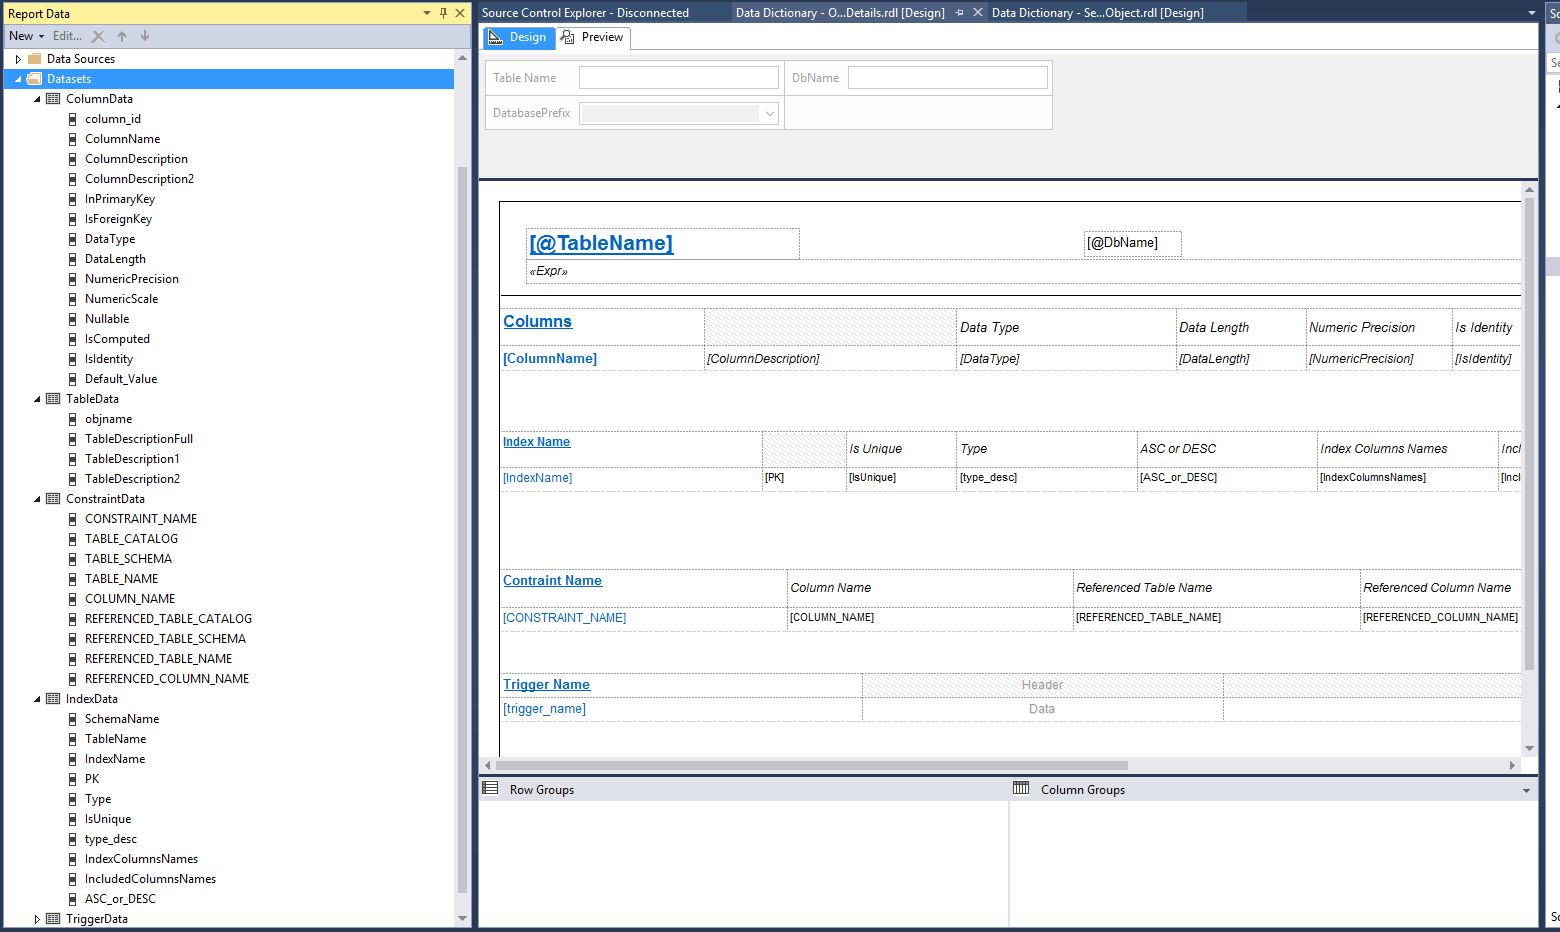 Report Data
New Edit...
Data Sources
Datasets
ColumnData
column_id
ColumnName
ColumnDescription
ColumnDescription2
InPrimaryKey
IsForeignKey
DataType
DataLength
NumericPrecision
NumericScale
Nullable
IsComputed
IsIdentity
Default_Value
TableData
objname
TableDescriptionFull
TableDescription1
TableDescription2
ConstraintData
CONSTRAINT_NAME
TABLE_CATALOG
TABLE_SCHEMA
TABLE_NAME
COLUMN_NAME
REFERENCED_TABLE_CATALOG
REFERENCED_TABLE_SCHEMA
REFERENCED_TABLE_NAME
REFERENCED_COLUMN_NAME
IndexData
SchemaName
TableName
IndexName
PK
Type
IsUnique
type_desc
IndexColumnsNames
IncludedColumnsNames
ASC_or_DESC
TriggerData
Source Control Explorer - Disconnected Data Dictionary - O...Details.rdl [Design] Data Dictionary - Se...Object.rdl [Design]
Design Preview
Table Name DbName
DatabasePrefix
[@TableName] [@DbName]
«Expr»
Columns Data Type Data Length Numeric Precision Is Identity
[ColumnName] [ColumnDescription] [DataType] [DataLength] [NumericPrecision] [IsIdentity]
Index Name Is Unique Type ASC or DESC Index Columns Names Incl
[IndexName] [PK] [IsUnique] [type_desc] [ASC_or_DESC] [IndexColumnsNames] [Incl
Contraint Name Column Name Referenced Table Name Referenced Column Name
[CONSTRAINT_NAME] [COLUMN_NAME] [REFERENCED_TABLE_NAME] [REFERENCED_COLUMN_NAME]
Trigger Name Header
[trigger_name] Data
Row Groups Column Groups
So
Se
So